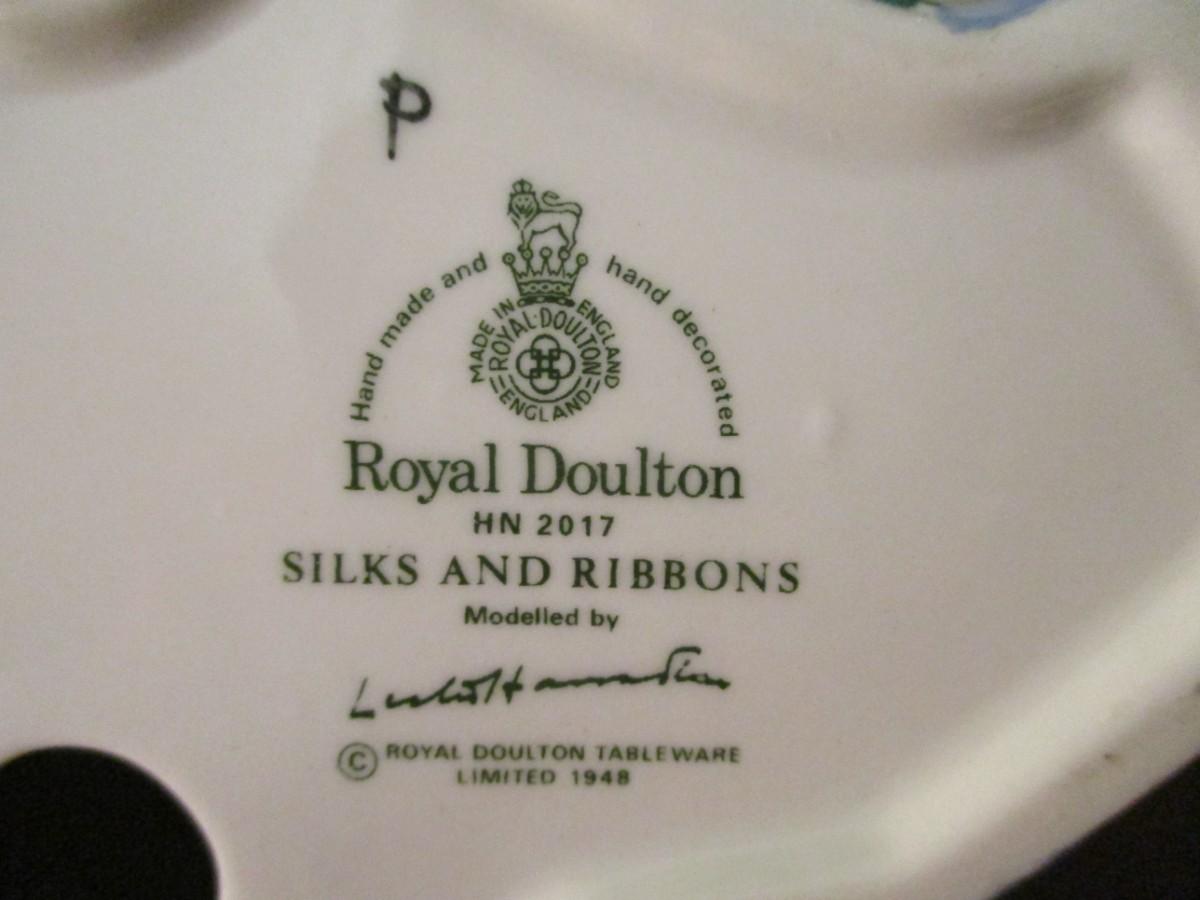 P
Hand made and hand decorated
MADE IN ENGLAND
ROYAL·DOULTON
ENGLAND
Royal Doulton
HN 2017
SILKS AND RIBBONS
Modelled by
© ROYAL DOULTON TABLEWARE
LIMITED 1948